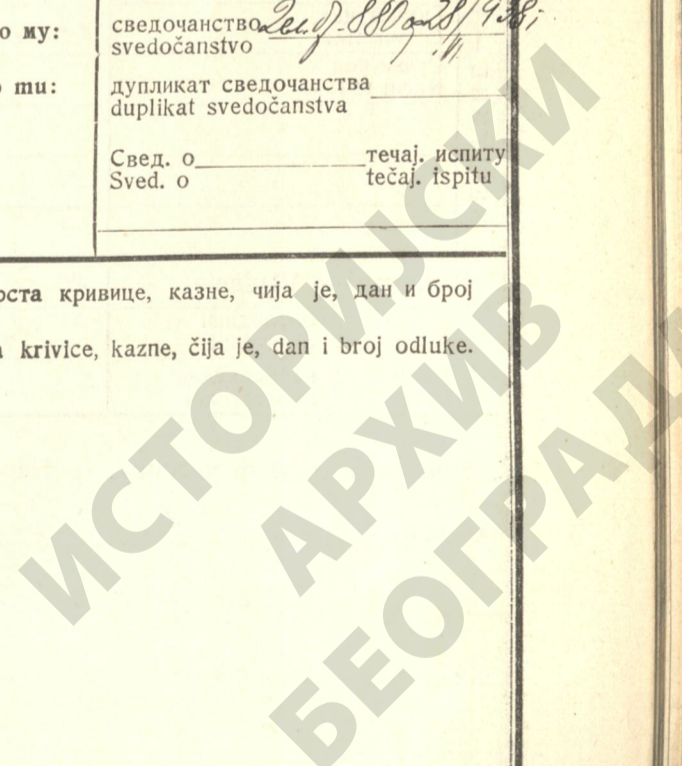 о му:
сведочанство
svedočanstvo
о mu:
дупликат сведочанства
duplikat svedočanstva
Свед. о течај. испиту
Sved. o tečaj. ispitu
оста кривице, казне, чија је, дан и број
a krivice, kazne, čija je, dan i broj odluke.
ИСТОРИЈСКИ
АРХИВ
БЕОГРАДА